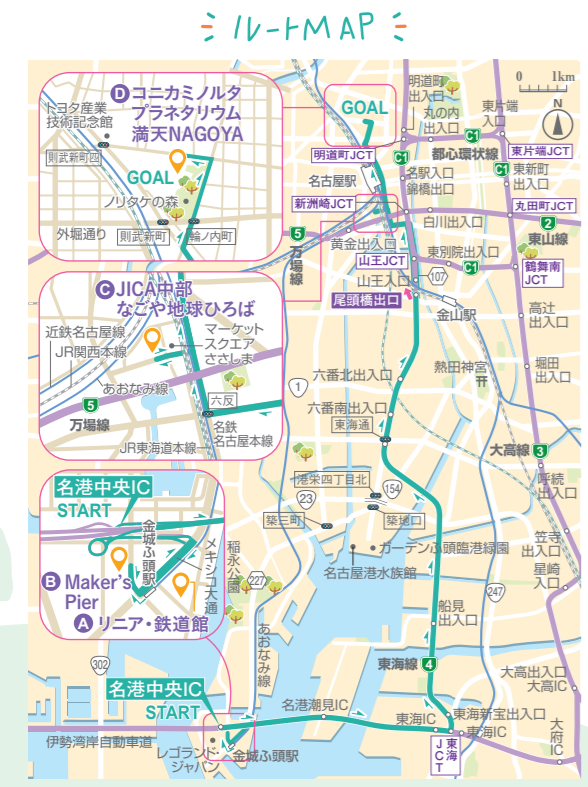 ルートMAP
D コニカミノルタ
プラネタリウム
満天NAGOYA
トヨタ産業
技術記念館
則武新町四
GOAL
ノリタケの森
外堀通り
則武新町
輪ノ内町
C JICA中部
なごや地球ひろば
近鉄名古屋線
JR関西本線
マーケット
スクエア
ささしま
あおなみ線
5
万場線
六反
名鉄
名古屋本線
JR東海道本線
名港中央IC
START
金城ふ頭駅
メキシコ大通
B Maker's
Pier
A リニア・鉄道館
0 1km
N
GOAL
明道町
出入口
丸の内
出入口
東片端
入口
C1
都心環状線
東片端JCT
明道町JCT
C1
C1
名古屋駅
名駅入口
錦橋出口
東新町
出入口
新洲崎JCT
丸田町JCT
白川出入口
2
東山線
5
万場線
黄金出入口
山王JCT
東別院出入口
C1
鶴舞南
JCT
山王入口
107
尾頭橋出口
金山駅
高辻
出入口
熱田神宮
堀田
出入口
1
六番北出入口
六番南出入口
東海通
大高線
3
呼続
出入口
港栄四丁目北
23
154
築三町
築地口
笠寺
出入口
ガーデンふ頭臨港緑園
名古屋港水族館
星崎
入口
稲永公園
227
247
船見
出入口
あおなみ線
東海線
4
302
名港中央IC
START
名港潮見IC
大高出入口
大高IC
東海IC
東海新宝出入口
東海IC
東海
JCT
大府IC
伊勢湾岸自動車道
レゴランド・
ジャパン
金城ふ頭駅